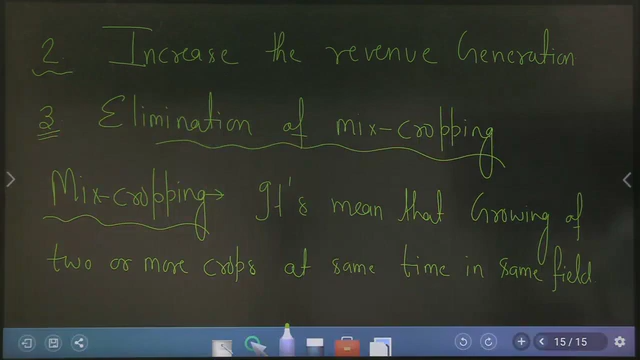 2. Increase the revenue Generation
3 Elimination of mix-cropping
Mix-cropping → It's mean that Growing of
two or more crops at same time in same field
15 / 15